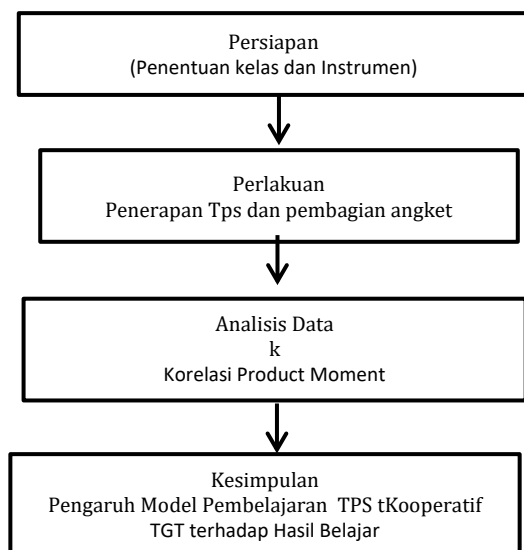 Persiapan
(Penentuan kelas dan Instrumen)
Perlakuan
Penerapan Tps dan pembagian angket
Analisis Data
k
Korelasi Product Moment
Kesimpulan
Pengaruh Model Pembelajaran TPS tKooperatif
TGT terhadap Hasil Belajar